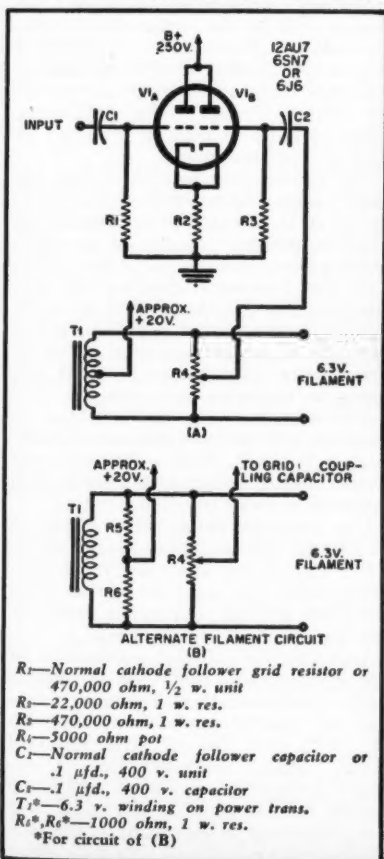 B+
250V.
12AU7
6SN7
OR
6J6
V1A
V1B
C1
C2
INPUT
R1
R2
R3
APPROX.
+20V.
T1
R4
6.3V.
FILAMENT
(A)
APPROX.
+20V.
TO GRID COUP-
LING CAPACITOR
T1
R5
R4
R6
6.3V.
FILAMENT
ALTERNATE FILAMENT CIRCUIT
(B)
R1—Normal cathode follower grid resistor or
470,000 ohm, ½ w. unit
R2—22,000 ohm, 1 w. res.
R3—470,000 ohm, 1 w. res.
R4—5000 ohm pot
C1—Normal cathode follower capacitor or
.1 µfd., 400 v. unit
C2—.1 µfd., 400 v. capacitor
T1*—6.3 v. winding on power trans.
R5*,R6*—1000 ohm, 1 w. res.
*For circuit of (B)